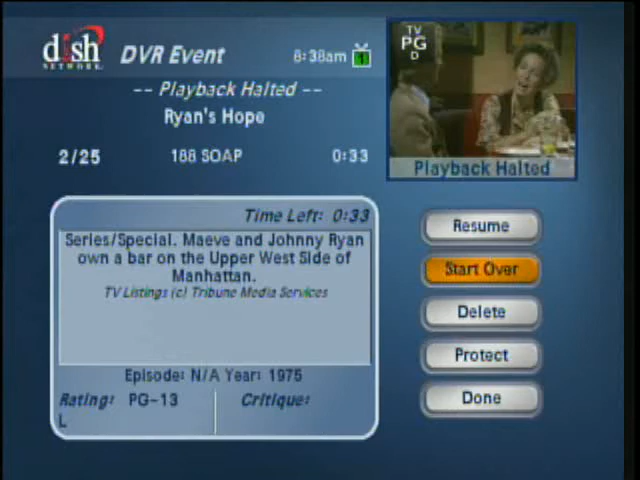 dish
NETWORK
DVR Event
8:38am
1
-- Playback Halted --
Ryan's Hope
2/25
188 SOAP
0:33
TV
PG
D
Playback Halted
Time Left: 0:33
Series/Special. Maeve and Johnny Ryan
own a bar on the Upper West Side of
Manhattan.
TV Listings (c) Tribune Media Services
Episode: N/A Year: 1975
Rating: PG-13
Critique:
L
Resume
Start Over
Delete
Protect
Done